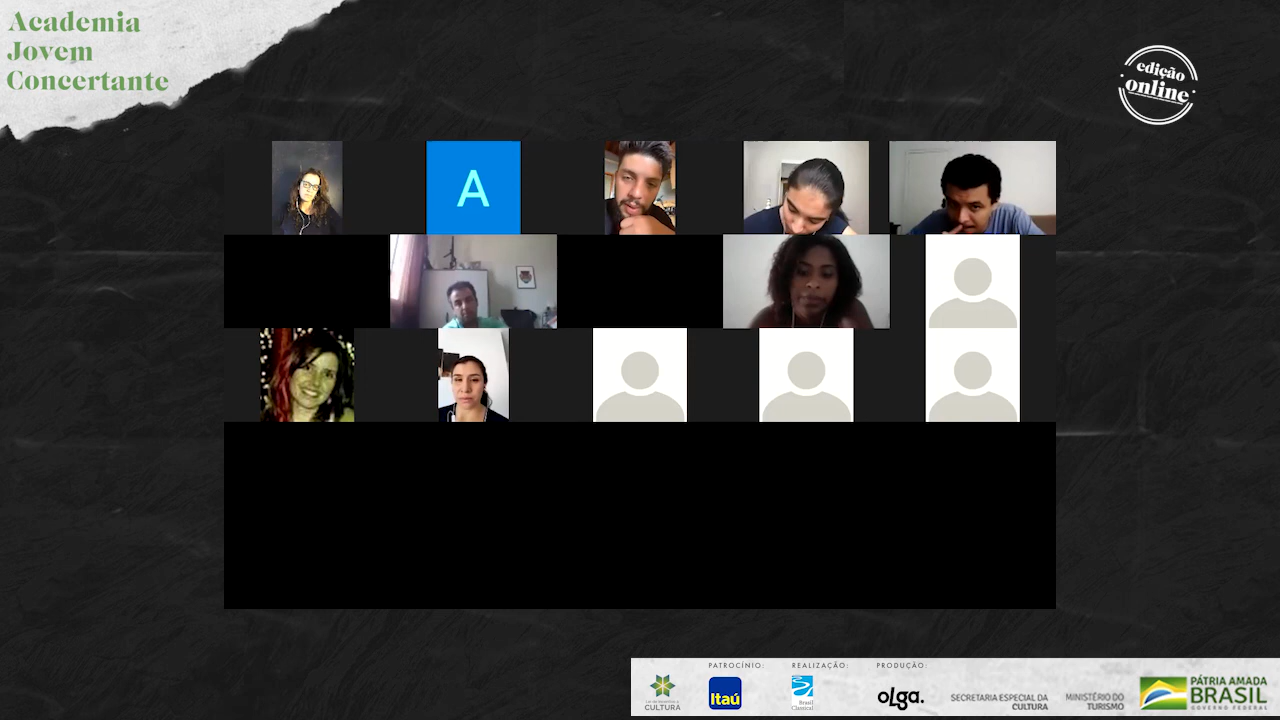 Academia
Jovem
Concertante
edição
online
A
PATROCÍNIO:
REALIZAÇÃO:
PRODUÇÃO:
CULTURA
Itaú
Brasil
Classical
olga.
SECRETARIA ESPECIAL DA
CULTURA
MINISTÉRIO DO
TURISMO
PÁTRIA AMADA
BRASIL
GOVERNO FEDERAL